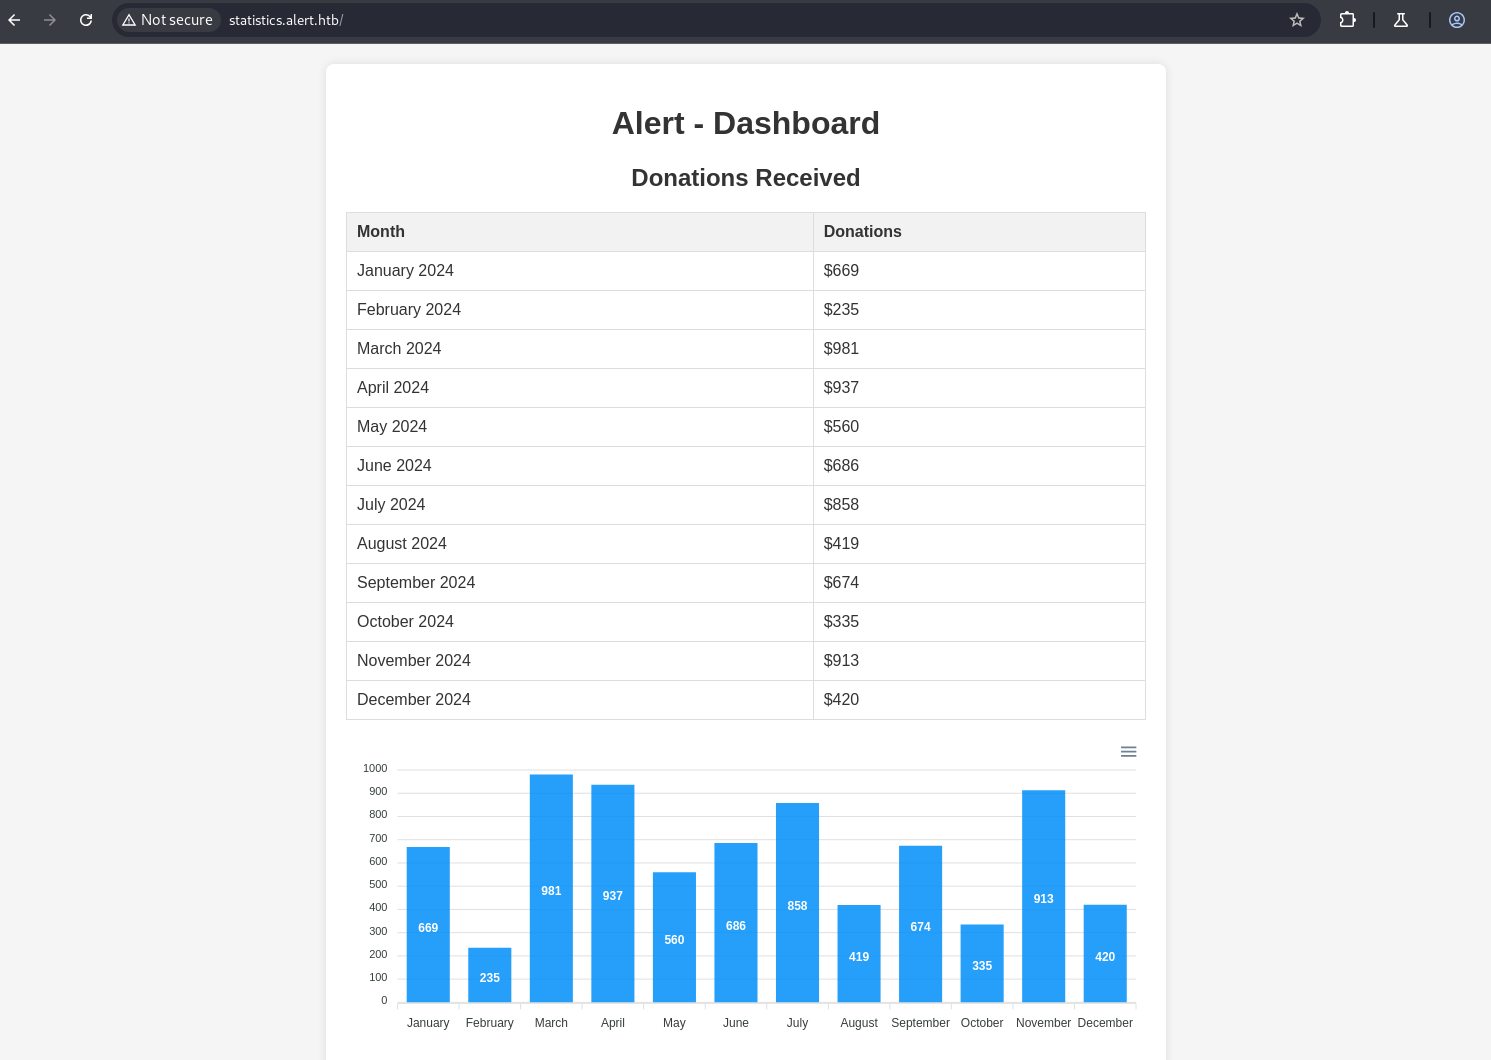 Not secure statistics.alert.htb/
Alert - Dashboard
Donations Received
Month Donations
January 2024 $669
February 2024 $235
March 2024 $981
April 2024 $937
May 2024 $560
June 2024 $686
July 2024 $858
August 2024 $419
September 2024 $674
October 2024 $335
November 2024 $913
December 2024 $420
1000
900
800
700
600
500
400
300
200
100
0
669 235 981 937 560 686 858 419 674 335 913 420
January February March April May June July August September October November December